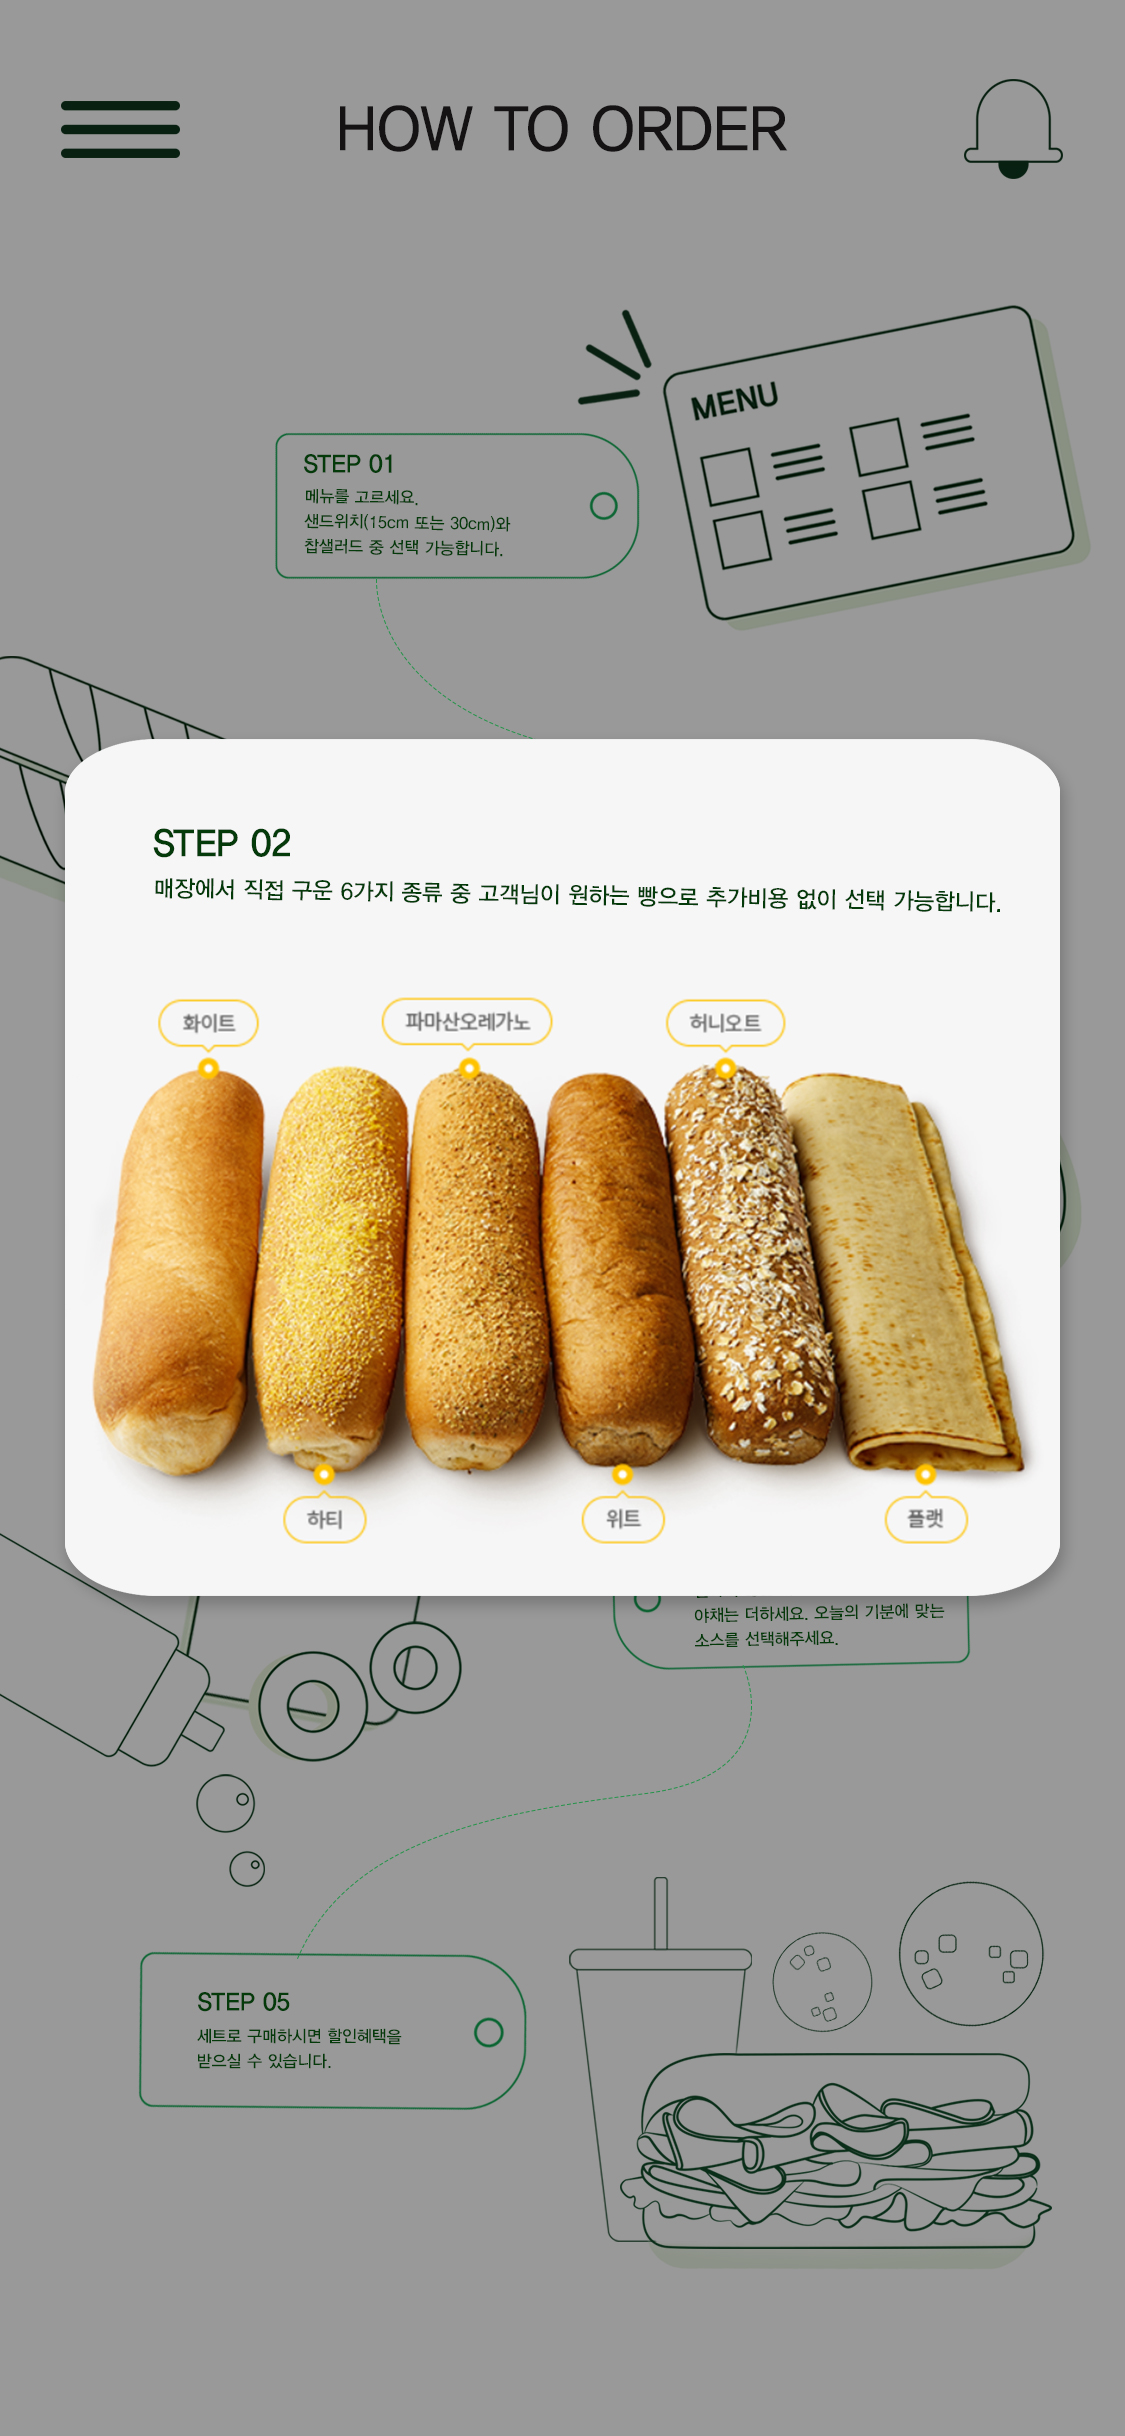 HOW TO ORDER
MENU
STEP 01
메뉴를 고르세요.
샌드위치(15cm 또는 30cm)와
찹샐러드 중 선택 가능합니다.
STEP 02
매장에서 직접 구운 6가지 종류 중 고객님이 원하는 빵으로 추가비용 없이 선택 가능합니다.
화이트
파마산오레가노
허니오트
하티
위트
플랫
야채는 더하세요. 오늘의 기분에 맞는
소스를 선택해주세요.
STEP 05
세트로 구매하시면 할인혜택을
받으실 수 있습니다.